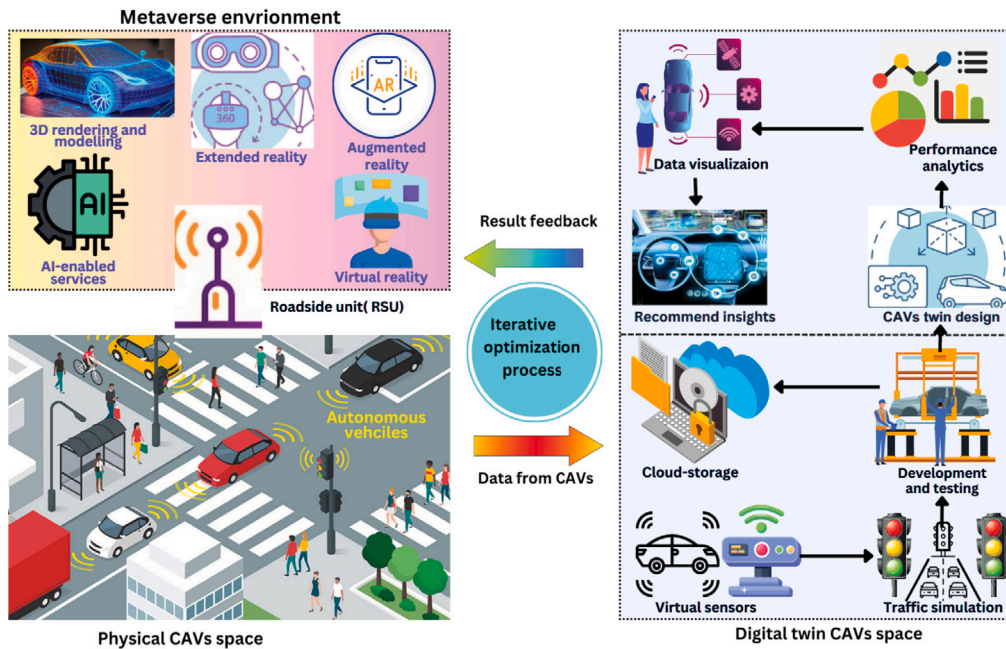 Metaverse envrionment
3D rendering and
modelling
360
Extended reality
AR
Augmented
reality
AI
AI-enabled
services
Virtual reality
Roadside unit( RSU)
Autonomous
vehciles
Physical CAVs space
Result feedback
Iterative
optimization
process
Data from CAVs
Data visualizaion
Performance
analytics
Recommend insights
CAVs twin design
Cloud-storage
Development
and testing
Virtual sensors
Traffic simulation
Digital twin CAVs space